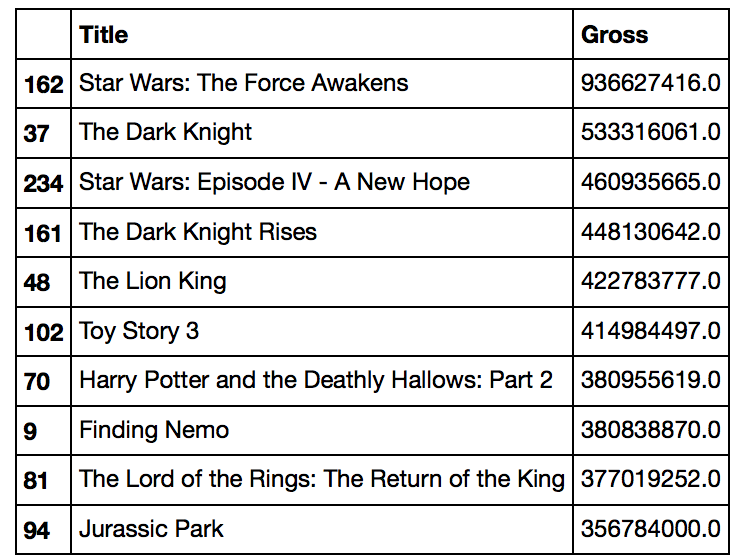 Title Gross
162 Star Wars: The Force Awakens 936627416.0
37 The Dark Knight 533316061.0
234 Star Wars: Episode IV - A New Hope 460935665.0
161 The Dark Knight Rises 448130642.0
48 The Lion King 422783777.0
102 Toy Story 3 414984497.0
70 Harry Potter and the Deathly Hallows: Part 2 380955619.0
9 Finding Nemo 380838870.0
81 The Lord of the Rings: The Return of the King 377019252.0
94 Jurassic Park 356784000.0